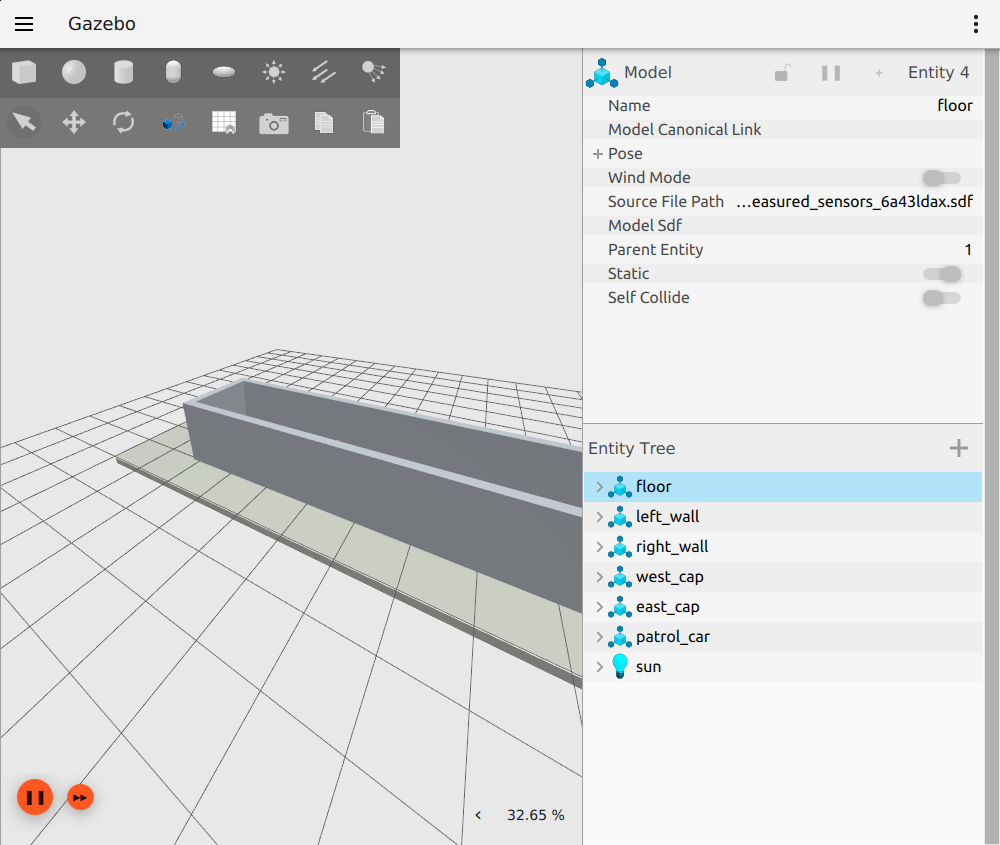 Gazebo
Model Entity 4
Name floor
Model Canonical Link
Pose
Wind Mode
Source File Path ...easured_sensors_6a43ldax.sdf
Model Sdf
Parent Entity 1
Static
Self Collide
Entity Tree
floor
left_wall
right_wall
west_cap
east_cap
patrol_car
sun
32.65 %